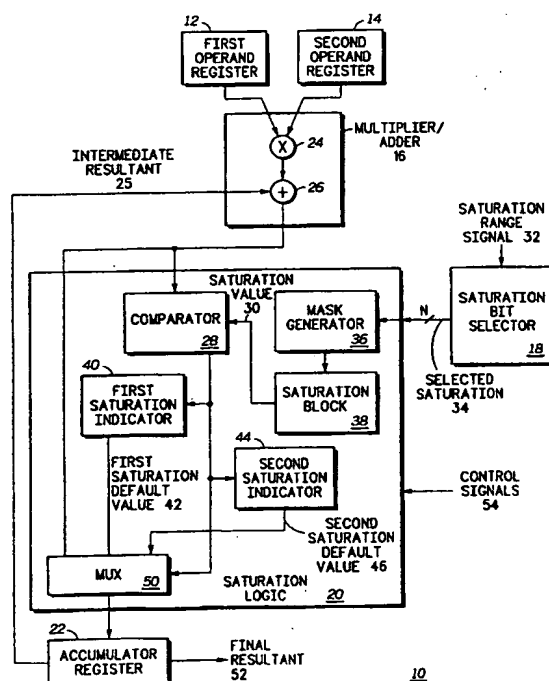 12
FIRST
OPERAND
REGISTER
14
SECOND
OPERAND
REGISTER
X
24
MULTIPLIER/
ADDER
16
INTERMEDIATE
RESULTANT
25
+
26
SATURATION
RANGE
SIGNAL 32
SATURATION
VALUE
30
COMPARATOR
28
MASK
GENERATOR
36
N
SATURATION
BIT
SELECTOR
18
SELECTED
SATURATION
34
40
FIRST
SATURATION
INDICATOR
SATURATION
BLOCK
38
44
SECOND
SATURATION
INDICATOR
FIRST
SATURATION
DEFAULT
VALUE 42
CONTROL
SIGNALS
54
SECOND
SATURATION
DEFAULT
VALUE 46
MUX
50
SATURATION
LOGIC
20
22
ACCUMULATOR
REGISTER
FINAL
RESULTANT
52
10